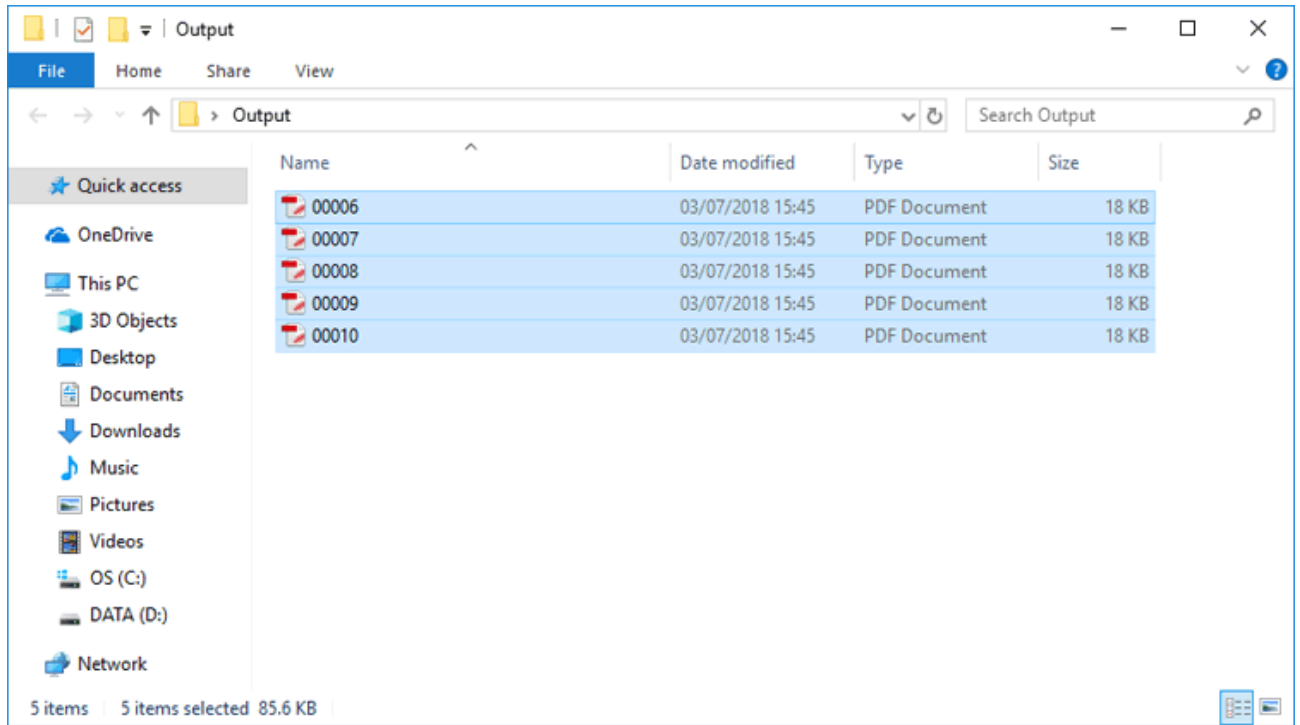 Output
File Home Share View
Output Search Output
Name Date modified Type Size
Quick access
00006 03/07/2018 15:45 PDF Document 18 KB
00007 03/07/2018 15:45 PDF Document 18 KB
OneDrive
00008 03/07/2018 15:45 PDF Document 18 KB
This PC
00009 03/07/2018 15:45 PDF Document 18 KB
3D Objects
00010 03/07/2018 15:45 PDF Document 18 KB
Desktop
Documents
Downloads
Music
Pictures
Videos
OS (C:)
DATA (D:)
Network
5 items 5 items selected 85.6 KB